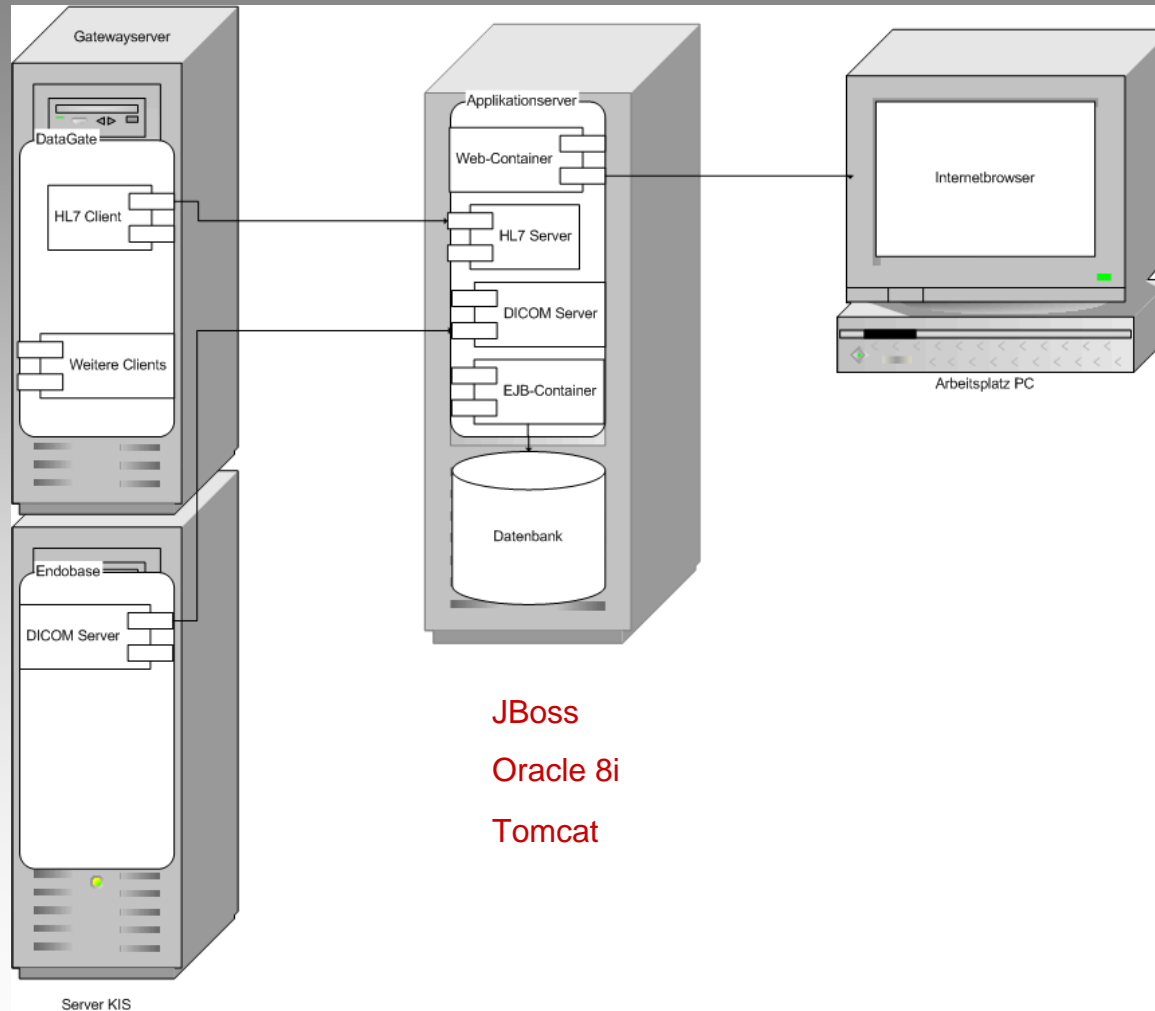 Gatewayserver
DataGate
HL7 Client
Weitere Clients
Endobase
DICOM Server
Server KIS
Applikationserver
Web-Container
HL7 Server
DICOM Server
EJB-Container
Datenbank
Internetbrowser
Arbeitsplatz PC
JBoss
Oracle 8i
Tomcat